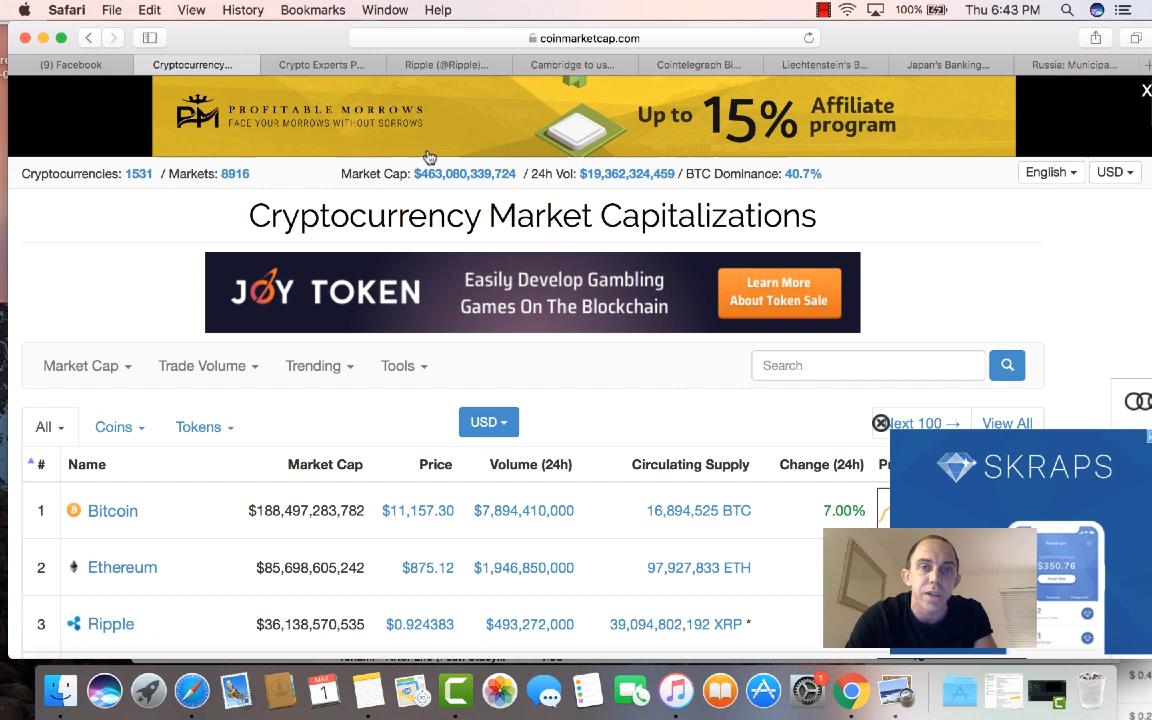 Safari File Edit View History Bookmarks Window Help 100% Thu 6:43 PM
coinmarketcap.com
(9) Facebook Cryptocurrency... Crypto Experts P... Ripple (@Ripple)... Cambridge to us... Cointelegraph Bi... Liechtenstein's B... Japan's Banking... Russia: Municipa...
PROFITABLE MORROWS
FACE YOUR MORROWS WITHOUT SORROWS
PM
Up to 15% Affiliate program
X
Cryptocurrencies: 1531 / Markets: 8916 Market Cap: $463,080,339,724 / 24h Vol: $19,362,324,459 / BTC Dominance: 40.7% English USD
Cryptocurrency Market Capitalizations
JOY TOKEN
Easily Develop Gambling
Games On The Blockchain
Learn More
About Token Sale
Market Cap Trade Volume Trending Tools Search
All Coins Tokens USD Next 100 → View All
# Name Market Cap Price Volume (24h) Circulating Supply Change (24h)
1 Bitcoin $188,497,283,782 $11,157.30 $7,894,410,000 16,894,525 BTC 7.00%
2 Ethereum $85,698,605,242 $875.12 $1,946,850,000 97,927,833 ETH
3 Ripple $36,138,570,535 $0.924383 $493,272,000 39,094,802,192 XRP *
SKRAPS
$350.76
MAR
1
1